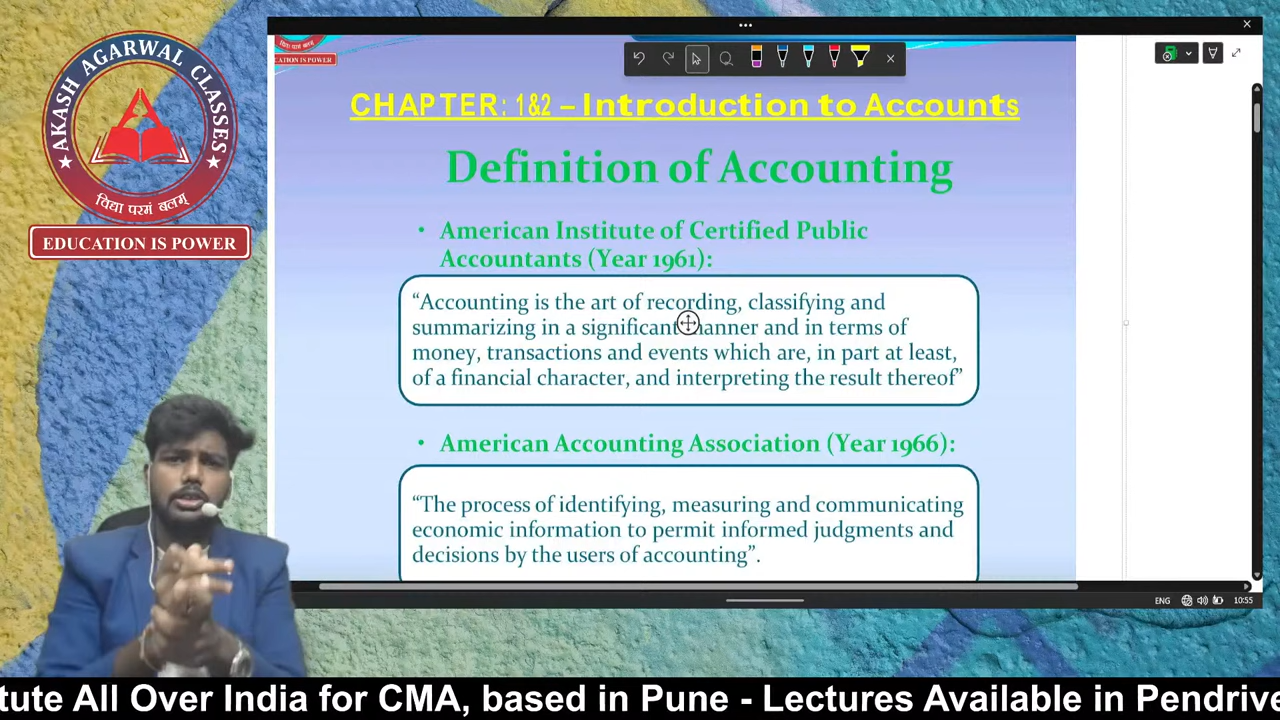 AKASH AGARWAL CLASSES
विद्या परमं बलम्
EDUCATION IS POWER
CATION IS POWER
CHAPTER: 1&2 – Introduction to Accounts
Definition of Accounting
• American Institute of Certified Public
Accountants (Year 1961):
“Accounting is the art of recording, classifying and
summarizing in a significant manner and in terms of
money, transactions and events which are, in part at least,
of a financial character, and interpreting the result thereof”
• American Accounting Association (Year 1966):
“The process of identifying, measuring and communicating
economic information to permit informed judgments and
decisions by the users of accounting”.
ENG 10:55
tute All Over India for CMA, based in Pune - Lectures Available in Pendrive